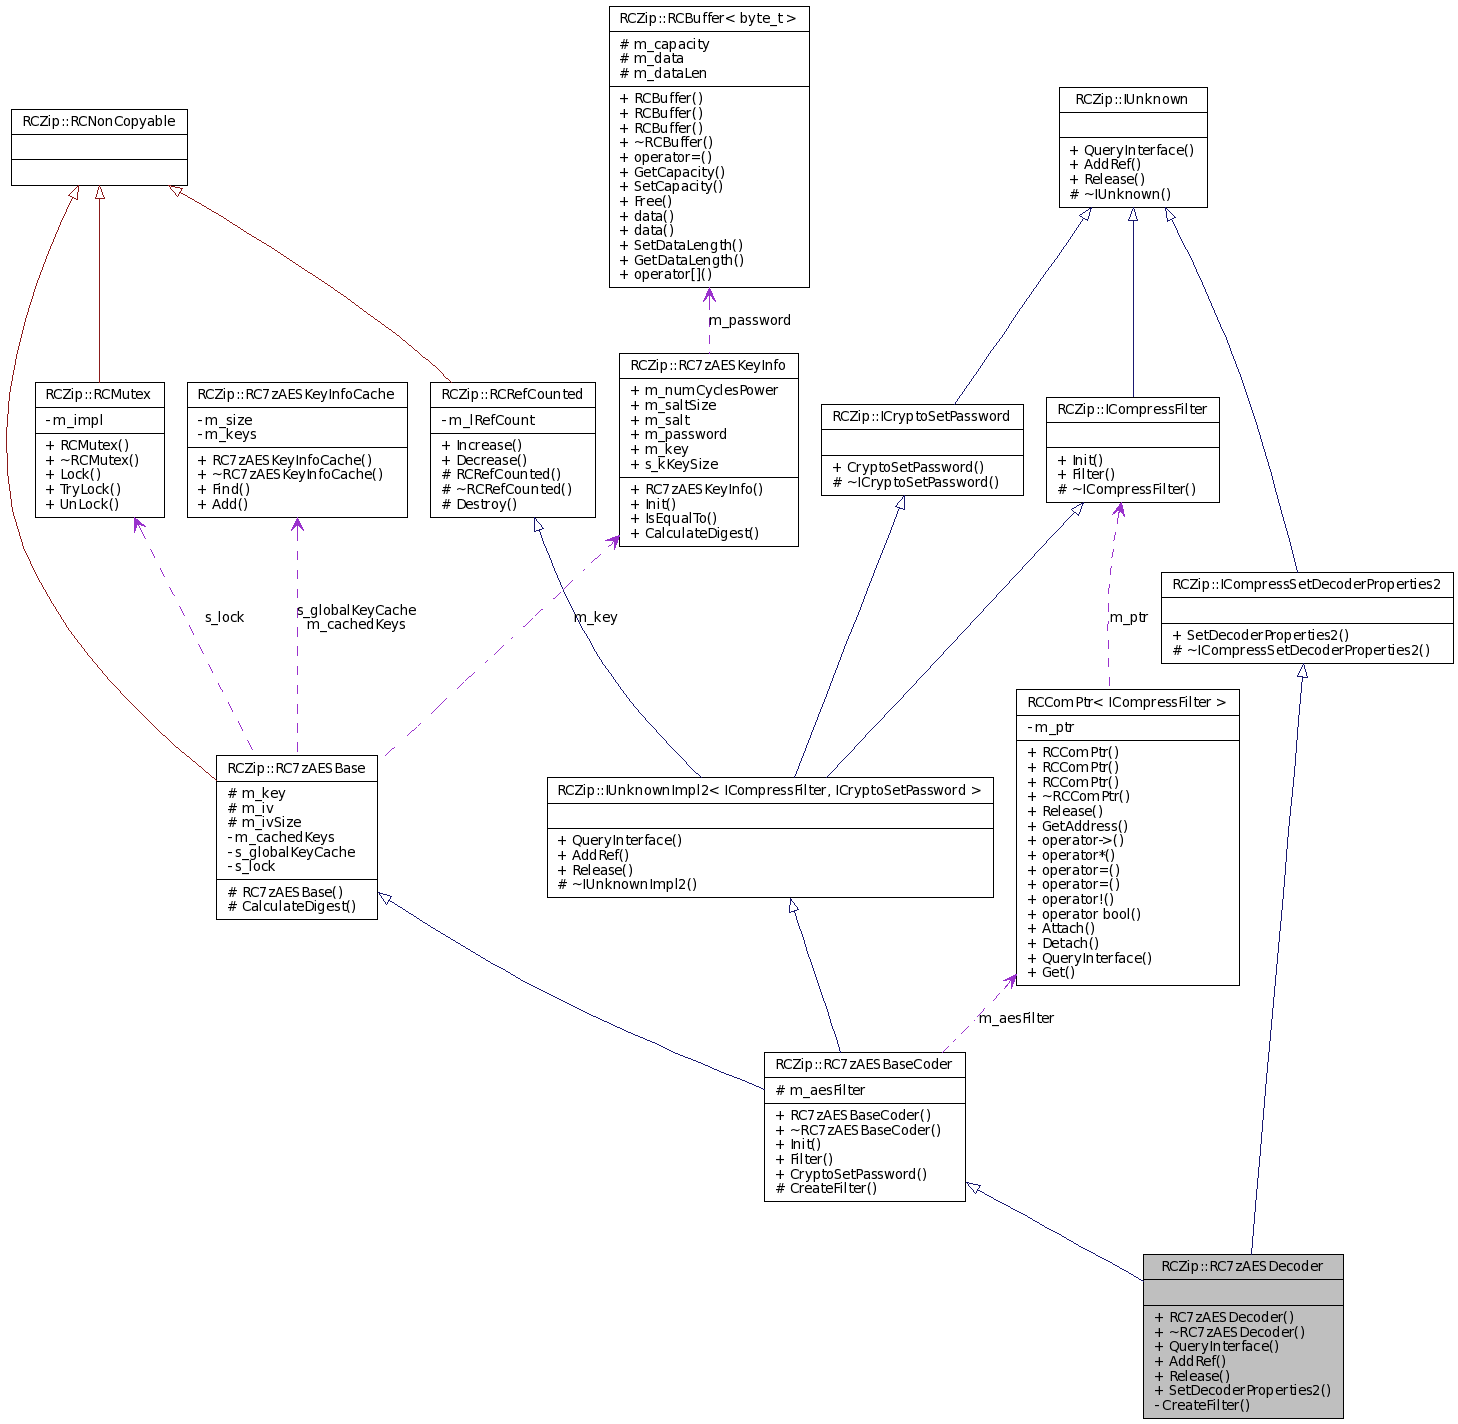 RCZip::RCBuffer< byte_t >
# m_capacity
# m_data
# m_dataLen
+ RCBuffer()
+ RCBuffer()
+ RCBuffer()
+ ~RCBuffer()
+ operator=()
+ GetCapacity()
+ SetCapacity()
+ Free()
+ data()
+ data()
+ SetDataLength()
+ GetDataLength()
+ operator[]()
RCZip::IUnknown
+ QueryInterface()
+ AddRef()
+ Release()
# ~IUnknown()
RCZip::RCNonCopyable
m_password
RCZip::RCMutex
- m_impl
+ RCMutex()
+ ~RCMutex()
+ Lock()
+ TryLock()
+ UnLock()
RCZip::RC7zAESKeyInfoCache
- m_size
- m_keys
+ RC7zAESKeyInfoCache()
+ ~RC7zAESKeyInfoCache()
+ Find()
+ Add()
RCZip::RCRefCounted
- m_lRefCount
+ Increase()
+ Decrease()
# RCRefCounted()
# ~RCRefCounted()
# Destroy()
RCZip::RC7zAESKeyInfo
+ m_numCyclesPower
+ m_saltSize
+ m_salt
+ m_password
+ m_key
+ s_kKeySize
+ RC7zAESKeyInfo()
+ Init()
+ IsEqualTo()
+ CalculateDigest()
RCZip::ICryptoSetPassword
+ CryptoSetPassword()
# ~ICryptoSetPassword()
RCZip::ICompressFilter
+ Init()
+ Filter()
# ~ICompressFilter()
RCZip::ICompressSetDecoderProperties2
+ SetDecoderProperties2()
# ~ICompressSetDecoderProperties2()
s_lock
s_globalKeyCache
m_cachedKeys
m_key
m_ptr
RCComPtr< ICompressFilter >
- m_ptr
+ RCComPtr()
+ RCComPtr()
+ RCComPtr()
+ ~RCComPtr()
+ Release()
+ GetAddress()
+ operator->()
+ operator*()
+ operator=()
+ operator=()
+ operator!()
+ operator bool()
+ Attach()
+ Detach()
+ QueryInterface()
+ Get()
RCZip::RC7zAESBase
# m_key
# m_iv
# m_ivSize
- m_cachedKeys
- s_globalKeyCache
- s_lock
# RC7zAESBase()
# CalculateDigest()
RCZip::IUnknownImpl2< ICompressFilter, ICryptoSetPassword >
+ QueryInterface()
+ AddRef()
+ Release()
# ~IUnknownImpl2()
m_aesFilter
RCZip::RC7zAESBaseCoder
# m_aesFilter
+ RC7zAESBaseCoder()
+ ~RC7zAESBaseCoder()
+ Init()
+ Filter()
+ CryptoSetPassword()
# CreateFilter()
RCZip::RC7zAESDecoder
+ RC7zAESDecoder()
+ ~RC7zAESDecoder()
+ QueryInterface()
+ AddRef()
+ Release()
+ SetDecoderProperties2()
- CreateFilter()